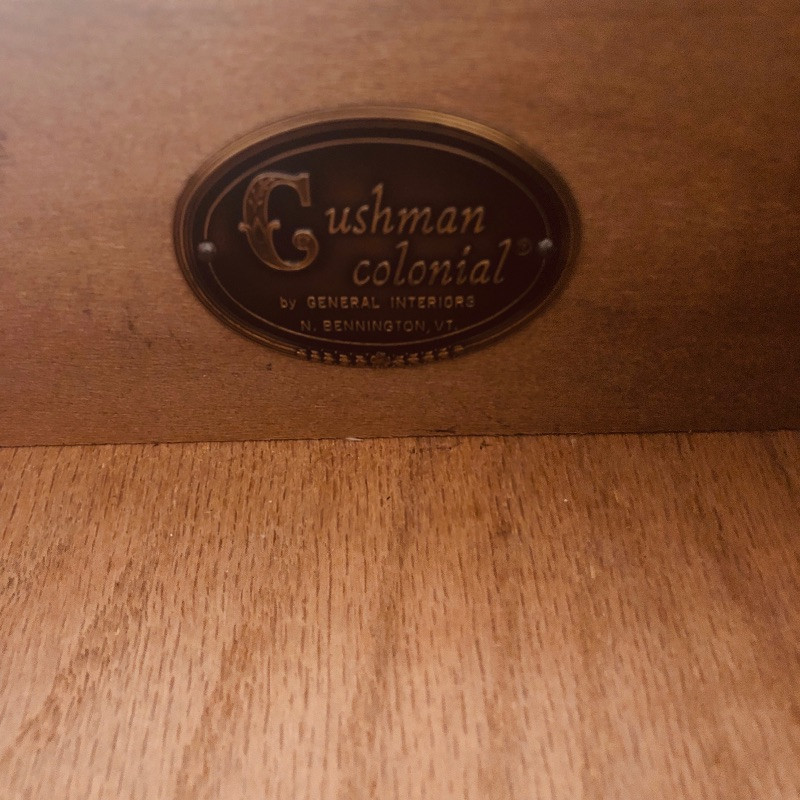 Cushman
colonial®
by GENERAL INTERIORS
N. BENNINGTON, VT.